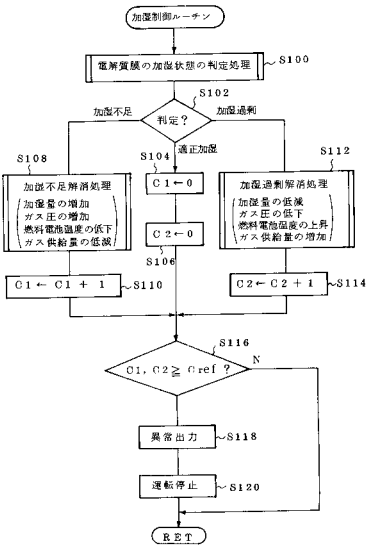 加湿制御ルーチン
電解質膜の加湿状態の判定処理
S100
S102
判定?
加湿不足
加湿過剰
適正加湿
S108
加湿不足解消処理
加湿量の増加
ガス圧の増加
燃料電池温度の低下
ガス供給量の低減
S104
C1←0
C2←0
S106
S112
加湿過剰解消処理
加湿量の低減
ガス圧の低下
燃料電池温度の上昇
ガス供給量の増加
C1←C1+1
S110
C2←C2+1
S114
S116
C1,C2≧Cref?
N
異常出力
S118
運転停止
S120
RET